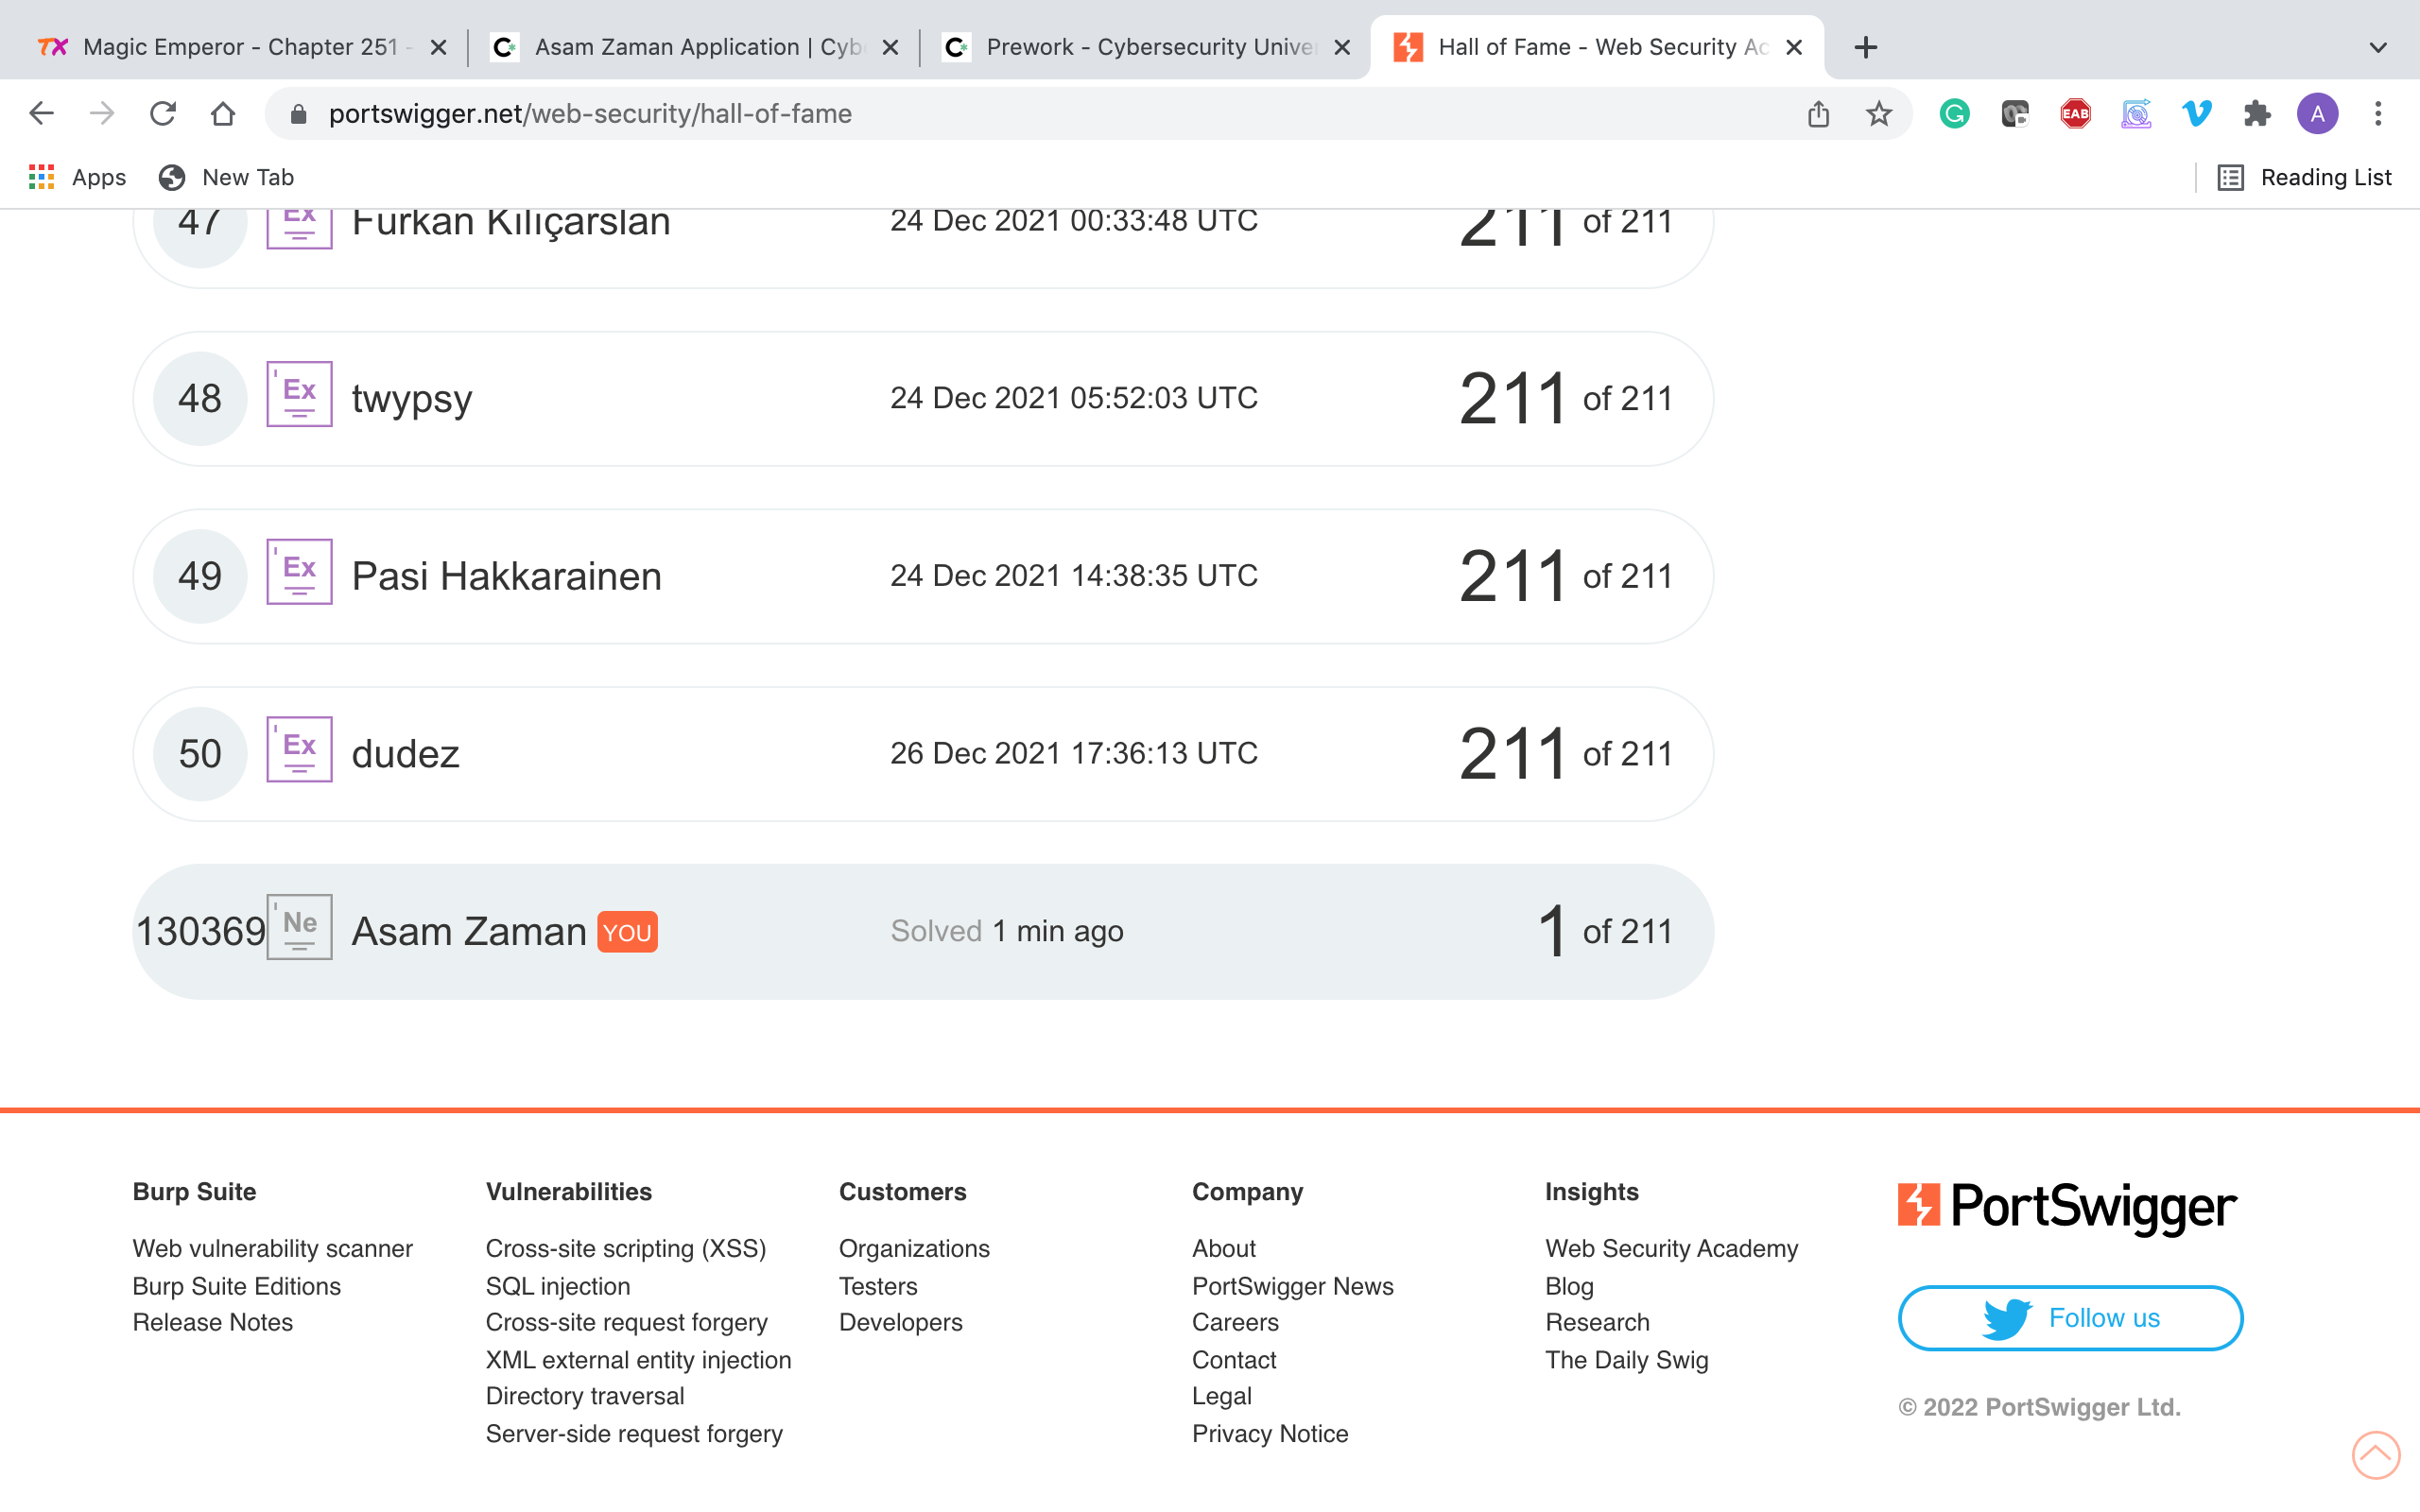 Magic Emperor - Chapter 251 -
Asam Zaman Application | Cyb
Prework - Cybersecurity Univer
Hall of Fame - Web Security Ac
portswigger.net/web-security/hall-of-fame
EAB
A
Apps
New Tab
Reading List
47 Ex Furkan Kılıçarslan 24 Dec 2021 00:33:48 UTC 211 of 211
48 Ex twypsy 24 Dec 2021 05:52:03 UTC 211 of 211
49 Ex Pasi Hakkarainen 24 Dec 2021 14:38:35 UTC 211 of 211
50 Ex dudez 26 Dec 2021 17:36:13 UTC 211 of 211
130369 Ne Asam Zaman YOU Solved 1 min ago 1 of 211
Burp Suite
Web vulnerability scanner
Burp Suite Editions
Release Notes
Vulnerabilities
Cross-site scripting (XSS)
SQL injection
Cross-site request forgery
XML external entity injection
Directory traversal
Server-side request forgery
Customers
Organizations
Testers
Developers
Company
About
PortSwigger News
Careers
Contact
Legal
Privacy Notice
Insights
Web Security Academy
Blog
Research
The Daily Swig
PortSwigger
Follow us
© 2022 PortSwigger Ltd.